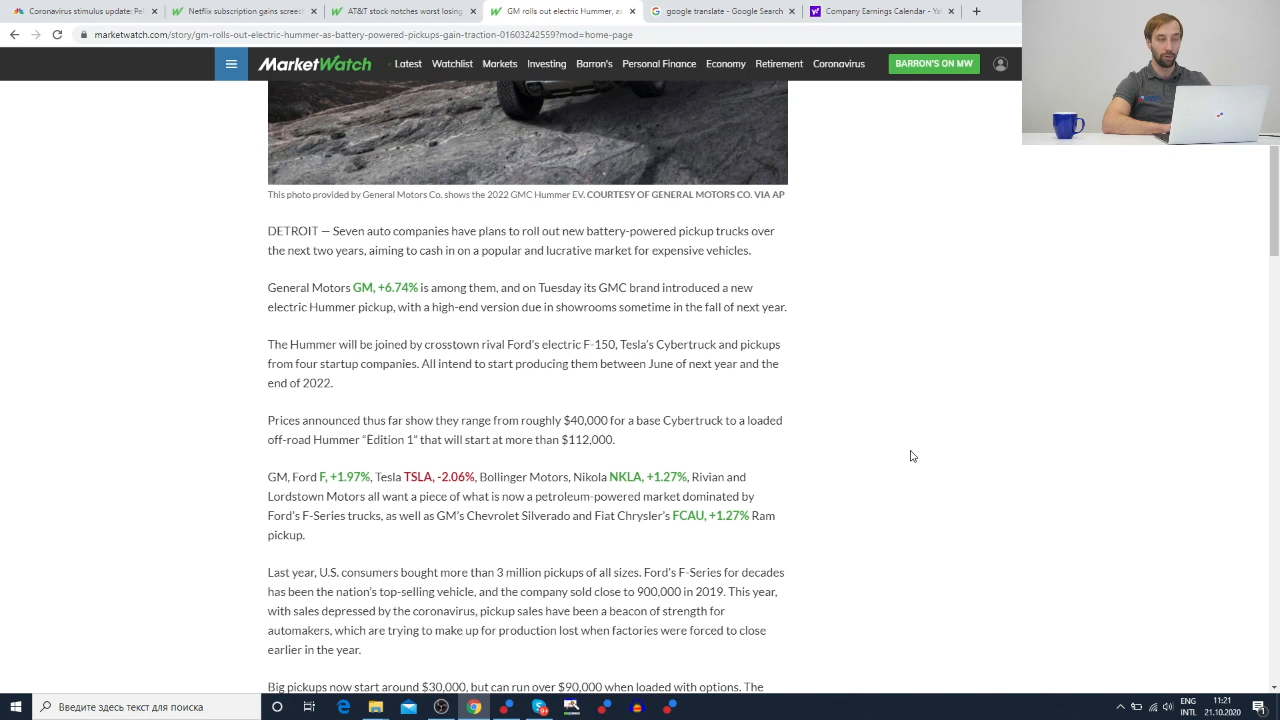 Coronavirus stimulus update: Pel
Netflix subscription gains screech
AT&T stock notches worst losing
GM rolls out electric Hummer, as
google translate - Google Search
Company Earnings Calendar - Yal
marketwatch.com/story/gm-rolls-out-electric-hummer-as-battery-powered-pickups-gain-traction-01603242559?mod=home-page
MarketWatch
Latest Watchlist Markets Investing Barron's Personal Finance Economy Retirement Coronavirus
BARRON'S ON MW
This photo provided by General Motors Co. shows the 2022 GMC Hummer EV. COURTESY OF GENERAL MOTORS CO. VIA AP
DETROIT — Seven auto companies have plans to roll out new battery-powered pickup trucks over
the next two years, aiming to cash in on a popular and lucrative market for expensive vehicles.
General Motors GM, +6.74% is among them, and on Tuesday its GMC brand introduced a new
electric Hummer pickup, with a high-end version due in showrooms sometime in the fall of next year.
The Hummer will be joined by crosstown rival Ford's electric F-150, Tesla's Cybertruck and pickups
from four startup companies. All intend to start producing them between June of next year and the
end of 2022.
Prices announced thus far show they range from roughly $40,000 for a base Cybertruck to a loaded
off-road Hummer “Edition 1” that will start at more than $112,000.
GM, Ford F, +1.97%, Tesla TSLA, -2.06%, Bollinger Motors, Nikola NKLA, +1.27%, Rivian and
Lordstown Motors all want a piece of what is now a petroleum-powered market dominated by
Ford's F-Series trucks, as well as GM's Chevrolet Silverado and Fiat Chrysler's FCAU, +1.27% Ram
pickup.
Last year, U.S. consumers bought more than 3 million pickups of all sizes. Ford's F-Series for decades
has been the nation's top-selling vehicle, and the company sold close to 900,000 in 2019. This year,
with sales depressed by the coronavirus, pickup sales have been a beacon of strength for
automakers, which are trying to make up for production lost when factories were forced to close
earlier in the year.
Big pickups now start around $30,000, but can run over $90,000 when loaded with options. The
Введите здесь текст для поиска
ENG
INTL
11:21
21.10.2020